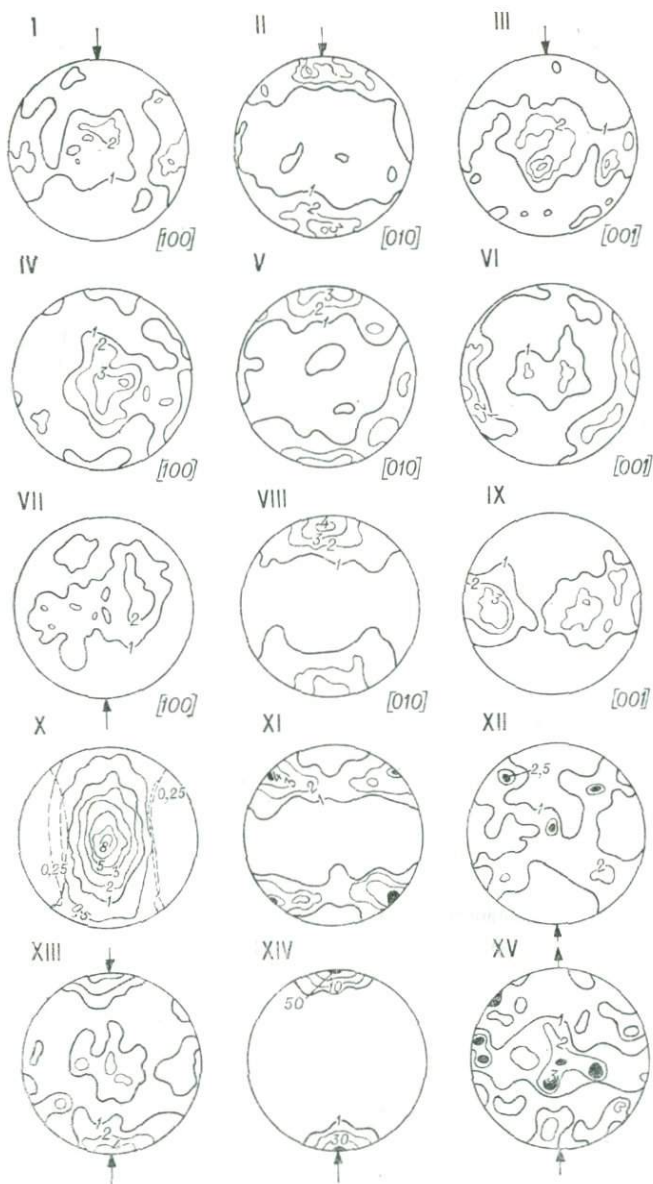 I II III
2 1 2 3 1 2
[100] [010] [001]
IV V VI
1 2 3 3 2 1 1 2
[100] [010] [001]
VII VIII IX
2 1 4 3 2 1 1 2 3
[100] [010] [001]
X XI XII
0,25 8 5 3 2 1 0,25 0,5 3 2 1 2,5 1 2
XIII XIV XV
1 2 50 10 1 30 1 2 3